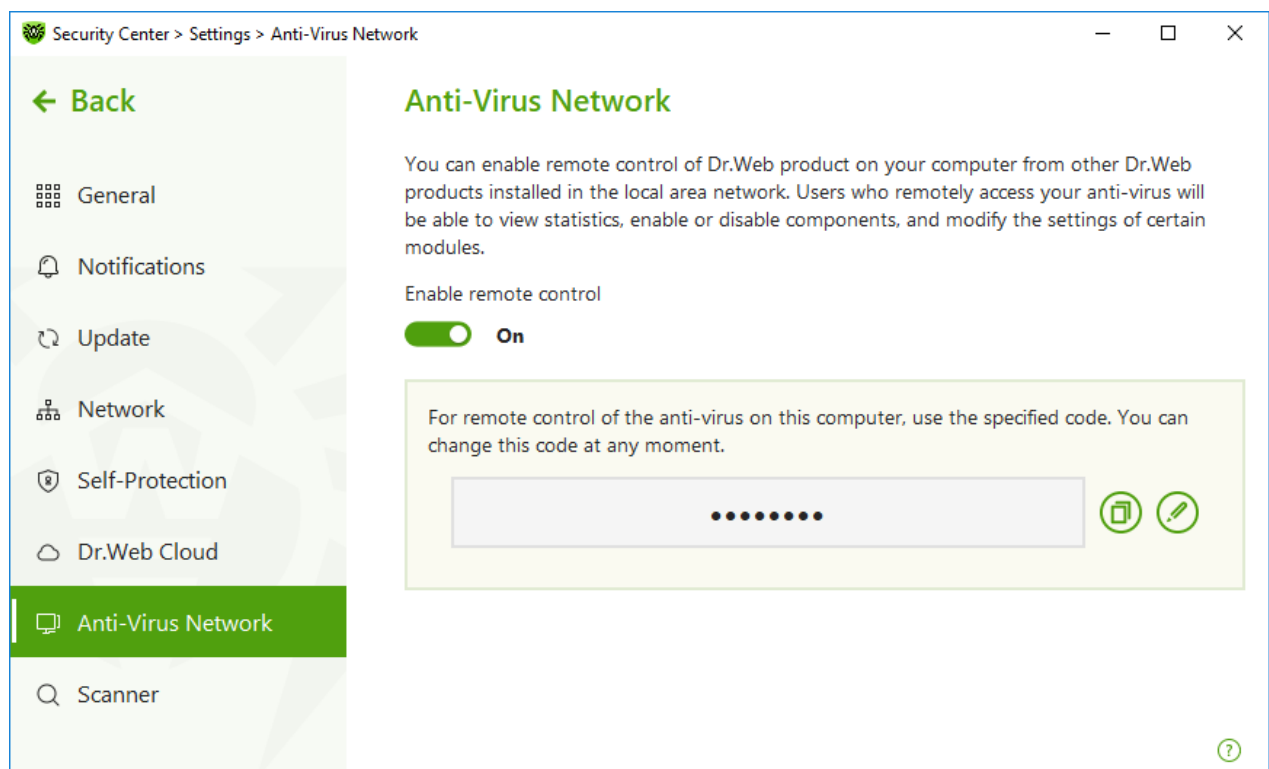 Security Center > Settings > Anti-Virus Network
Back
General
Notifications
Update
Network
Self-Protection
Dr.Web Cloud
Anti-Virus Network
Scanner
Anti-Virus Network
You can enable remote control of Dr.Web product on your computer from other Dr.Web
products installed in the local area network. Users who remotely access your anti-virus will
be able to view statistics, enable or disable components, and modify the settings of certain
modules.
Enable remote control
On
For remote control of the anti-virus on this computer, use the specified code. You can
change this code at any moment.
••••••••
?